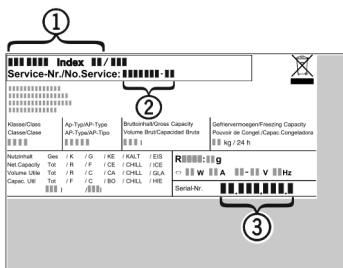 1
Index /
Service-Nr./No.Service: -
2
Klasse/Class
Classe/Clase
Ap-Typ/AP-Type
AP-Type/AP-Tipo
Bruttoinhalt/Gross Capacity
Volume Brut/Capacidad Bruta
l
Gefriervermoegen/Freezing Capacity
Pouvoir de Congel./Capac.Congeladora
kg / 24 h
Nutzinhalt Ges / K / G / KE / KALT / EIS
Net.Capacity Tot / R / F / CE / CHILL / ICE
Volume Utile Tot / R / C / CA / CHILL / GLA
Capac. Util Tot / F / C / BO / CHILL / HIE
l / l
R : g
W A - V Hz
Serial-Nr. . . .
3